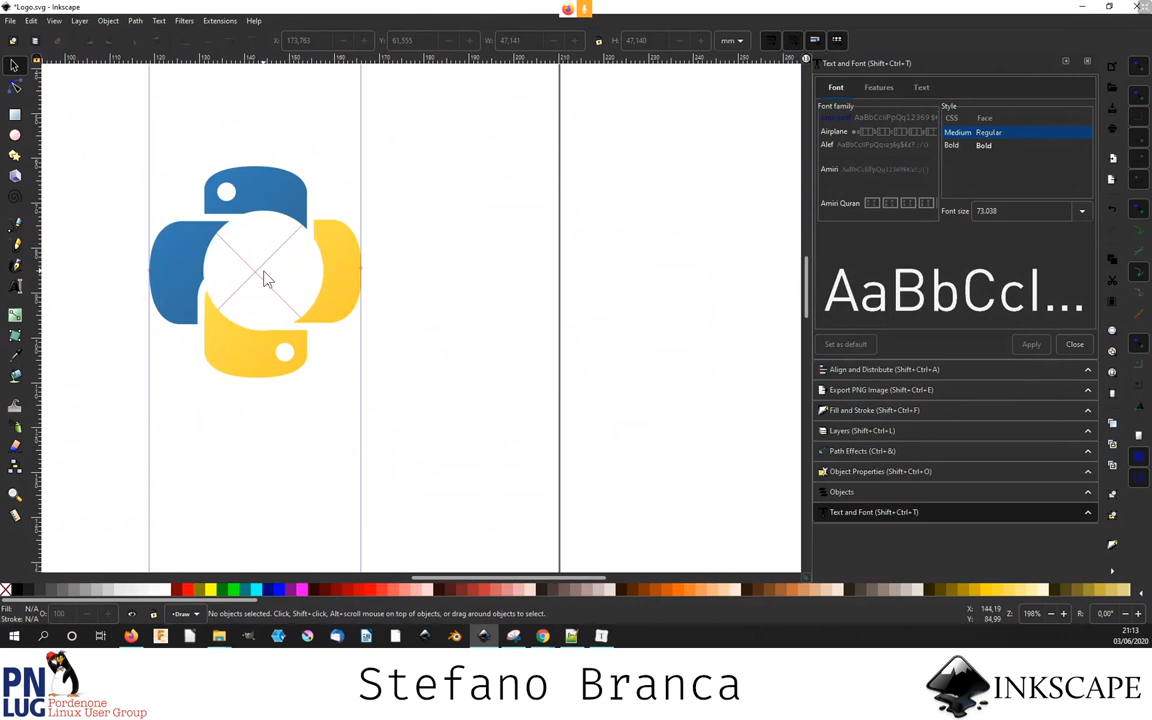 *Logo.svg - Inkscape
File Edit View Layer Object Path Text Filters Extensions Help
X: 173,763 Y: 61,555 W: 47,141 H: 47,140 mm
Text and Font (Shift+Ctrl+T)
Font Features Text
Font family Style
AaBbCcIiPpQq12369$€ CSS Face
Airplane Medium Regular
Alef AaBbCcIiPpQq12369$€¢?.;/() Bold Bold
Amiri AaBbCcIiPpQq12369$€¢?.;/()
Amiri Quran Font size 73.038
AaBbCcI...
Set as default Apply Close
Align and Distribute (Shift+Ctrl+A)
Export PNG Image (Shift+Ctrl+E)
Fill and Stroke (Shift+Ctrl+F)
Layers (Shift+Ctrl+L)
Path Effects (Ctrl+&)
Object Properties (Shift+Ctrl+O)
Objects
Text and Font (Shift+Ctrl+T)
Fill: N/A
Stroke: N/A
O: 100
•Draw
No objects selected. Click, Shift+click, Alt+scroll mouse on top of objects, or drag around objects to select.
X: 144,19
Y: 84,99
Z: 198% R: 0,00°
21:13
03/06/2020
PN
LUG
Pordenone
Linux User Group
Stefano Branca
INKSCAPE